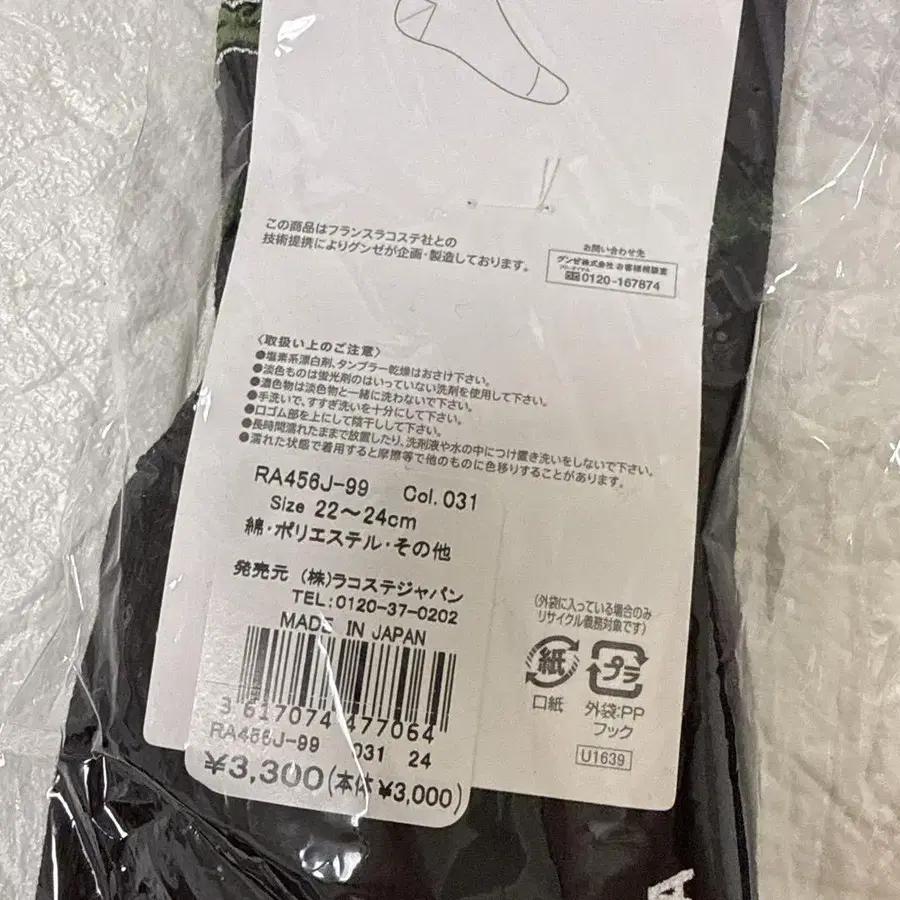 この商品はフランスラコステ社との
技術提携によりグンゼが企画・製造しております。
お問い合わせ先
グンゼ株式会社 お客様相談室
フリーダイヤル
0120-167874
〈取扱い上のご注意〉
●塩素系漂白剤、タンブラー乾燥はおさけ下さい。
●淡色ものは蛍光剤のはいっていない洗剤を使用して下さい。
●濃色物は淡色物と一緒に洗わないで下さい。
●手洗いで、すすぎ洗いを十分にして下さい。
●口ゴム部を上にして陰干しして下さい。
●長時間濡れたままで放置したり、洗剤液や水の中につけ置き洗いをしないで下さい。
●濡れた状態で着用すると摩擦等で他のものに色移りすることがあります。
RA456J-99 Col.031
Size 22～24cm
綿・ポリエステル・その他
発売元 (株)ラコステジャパン
TEL:0120-37-0202
MADE IN JAPAN
3 617074 477064
RA456J-99 031 24
¥3,300(本体 ¥3,000)
(外袋に入っている場合のみ
リサイクル義務対象です)
紙 プラ
口紙 外袋:PP
フック
U1639
A